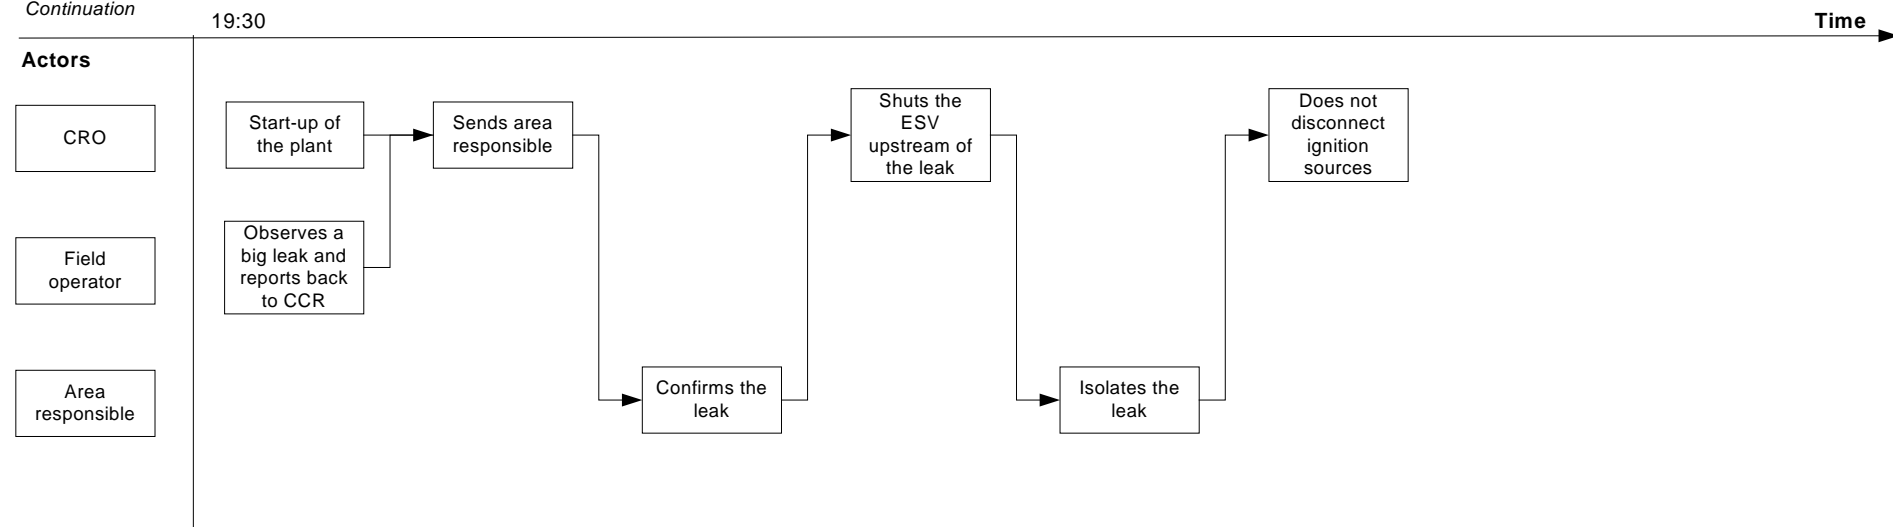 Continuation
19:30
Time
Actors
CRO
Start-up of
the plant
Sends area
responsible
Shuts the
ESV
upstream of
the leak
Does not
disconnect
ignition
sources
Field
operator
Observes a
big leak and
reports back
to CCR
Area
responsible
Confirms the
leak
Isolates the
leak